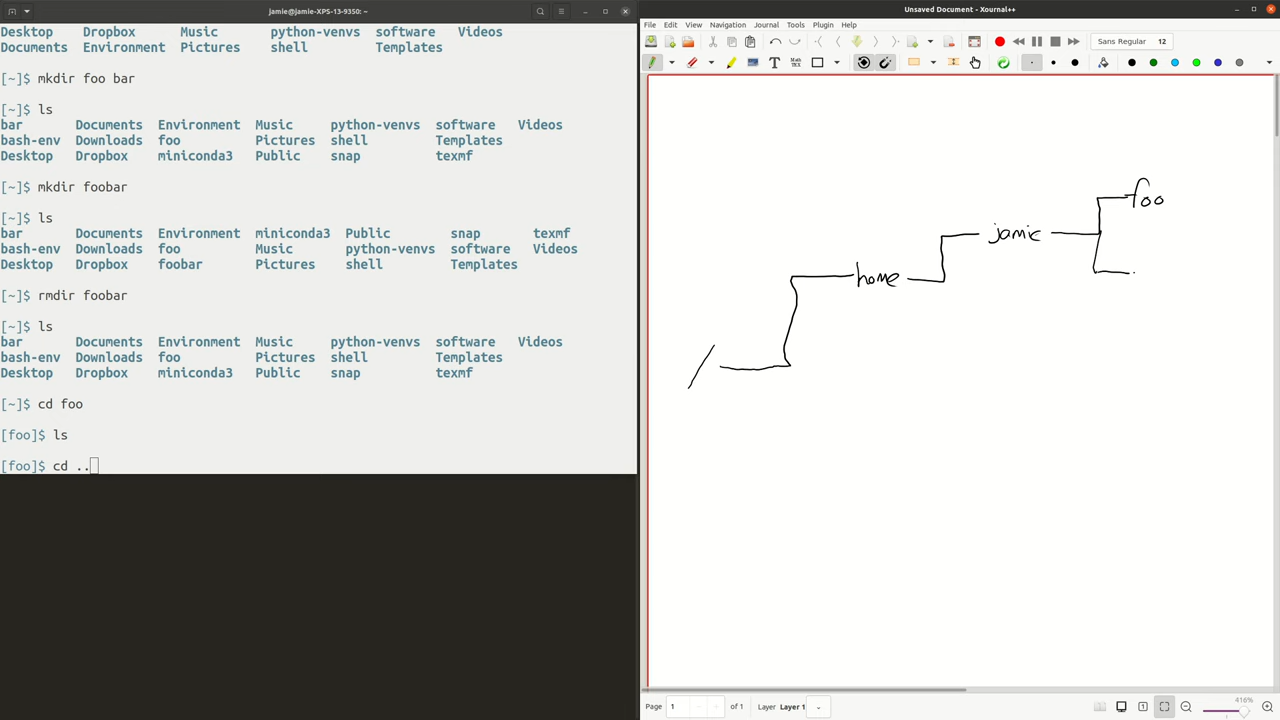 jamie@jamie-XPS-13-9350: ~
Desktop Dropbox Music python-venvs software Videos
Documents Environment Pictures shell Templates
[~]$ mkdir foo bar
[~]$ ls
bar Documents Environment Music python-venvs software Videos
bash-env Downloads foo Pictures shell Templates
Desktop Dropbox miniconda3 Public snap texmf
[~]$ mkdir foobar
[~]$ ls
bar Documents Environment miniconda3 Public snap texmf
bash-env Downloads foo Music python-venvs software Videos
Desktop Dropbox foobar Pictures shell Templates
[~]$ rmdir foobar
[~]$ ls
bar Documents Environment Music python-venvs software Videos
bash-env Downloads foo Pictures shell Templates
Desktop Dropbox miniconda3 Public snap texmf
[~]$ cd foo
[foo]$ ls
[foo]$ cd ..
Unsaved Document - Xournal++
File Edit View Navigation Journal Tools Plugin Help
Sans Regular 12
T Math TEX
foo
jamie
home
/
Page 1 of 1 Layer Layer 1
416%